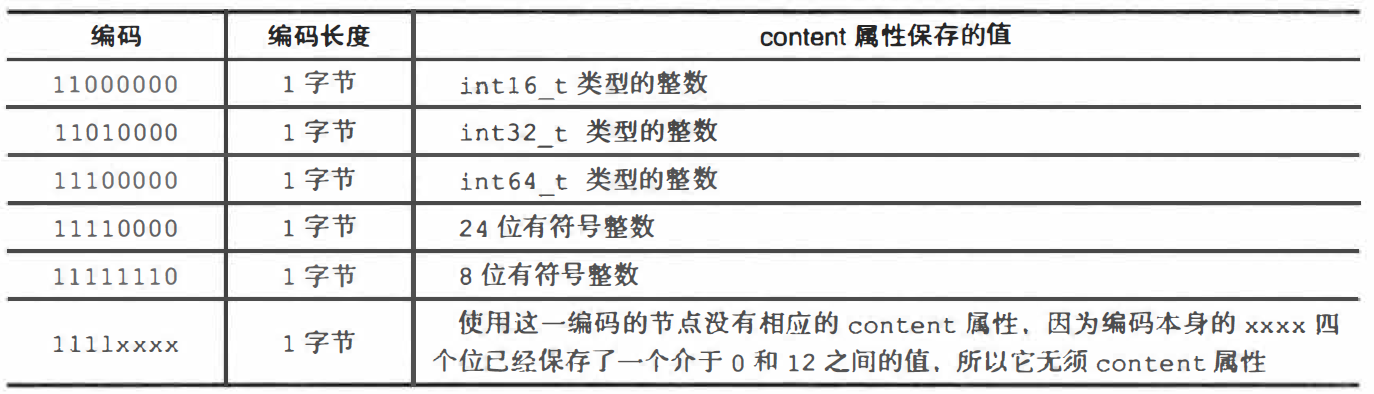 编码 编码长度 content 属性保存的值
11000000 1 字节 int16_t 类型的整数
11010000 1 字节 int32_t 类型的整数
11100000 1 字节 int64_t 类型的整数
11110000 1 字节 24 位有符号整数
11111110 1 字节 8 位有符号整数
使用这一编码的节点没有相应的 content 属性，因为编码本身的 xxxx 四
1111xxxx 1 字节
个位已经保存了一个介于 0 和 12 之间的值，所以它无须 content 属性